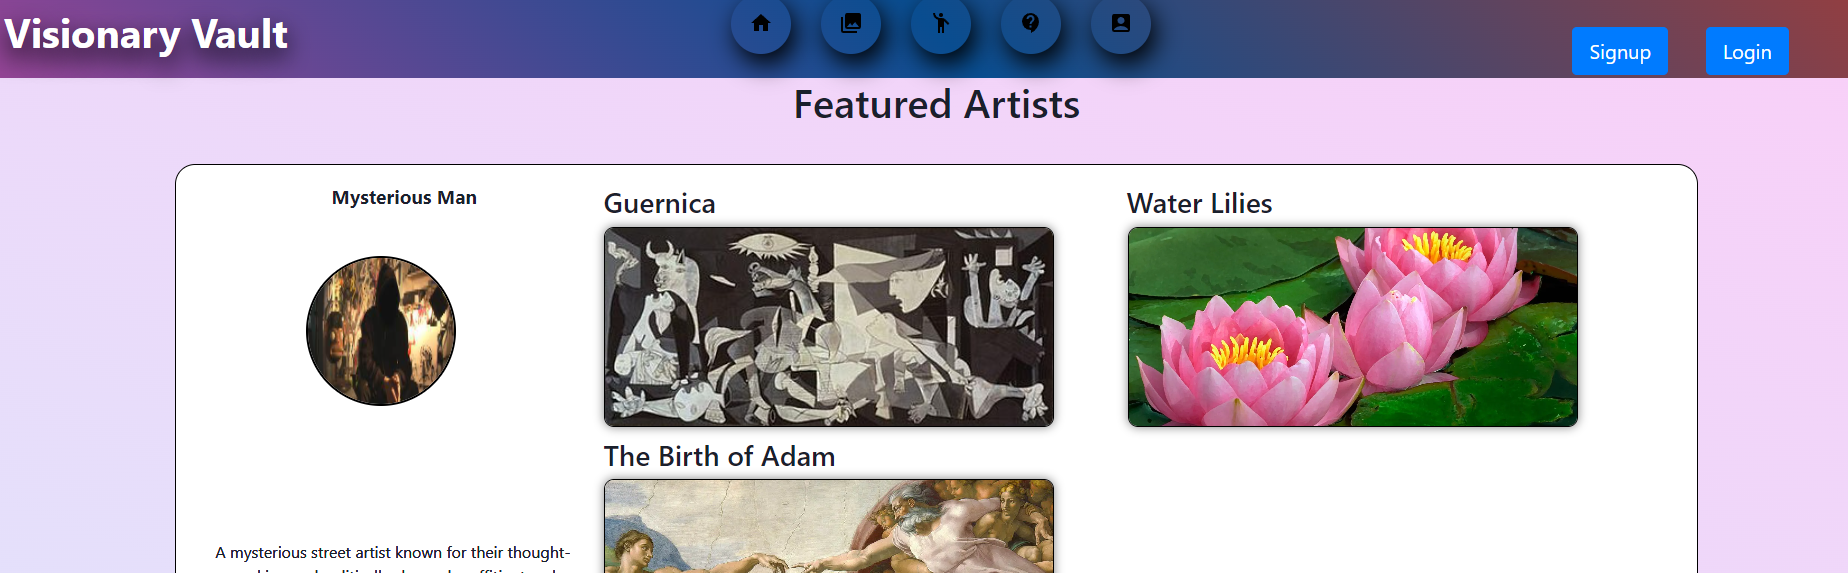 Visionary Vault
Signup
Login
Featured Artists
Mysterious Man
Guernica
Water Lilies
The Birth of Adam
A mysterious street artist known for their thought-